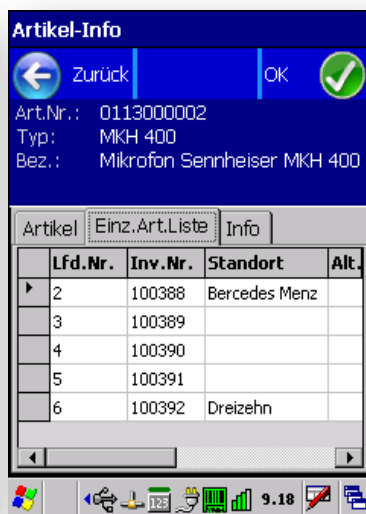 Artikel-Info
Zurück OK
Art.Nr.: 0113000002
Typ: MKH 400
Bez.: Mikrofon Sennheiser MKH 400
Artikel Einz.Art.Liste Info
Lfd.Nr. Inv.Nr. Standort Alt.
2 100388 Bercedes Menz
3 100389
4 100390
5 100391
6 100392 Dreizehn
123 9.18